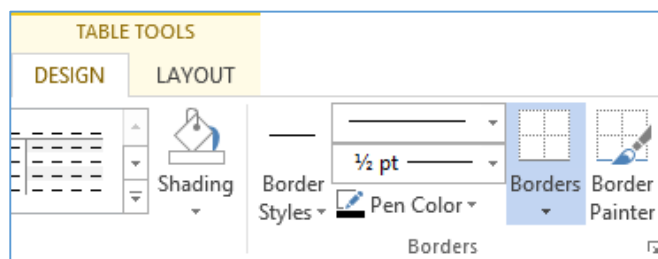 TABLE TOOLS
DESIGN LAYOUT
½ pt
Shading
Border
Styles
Pen Color
Borders
Border
Painter
Borders